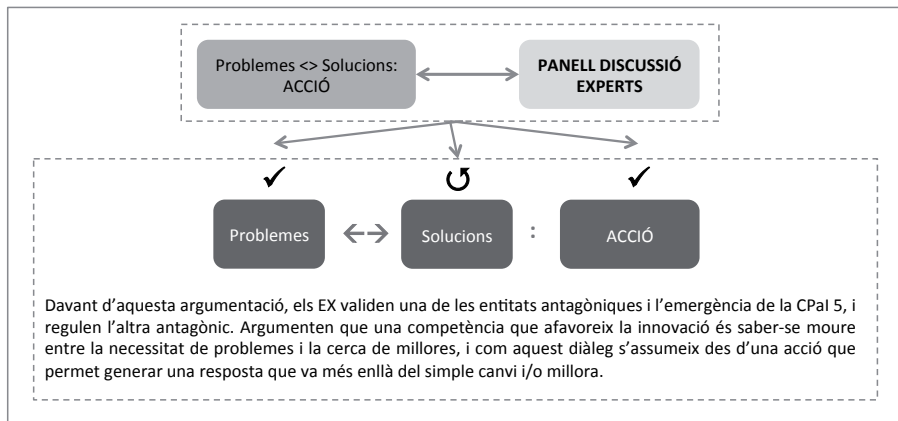 Problemes <> Solucions:
ACCIÓ
PANELL DISCUSSIÓ
EXPERTS
Problemes
Solucions
:
ACCIÓ
Davant d’aquesta argumentació, els EX validen una de les entitats antagòniques i l’emergència de la CPaI 5, i
regulen l’altra antagònic. Argumenten que una competència que afavoreix la innovació és saber-se moure
entre la necessitat de problemes i la cerca de millores, i com aquest diàleg s’assumeix des d’una acció que
permet generar una resposta que va més enllà del simple canvi i/o millora.